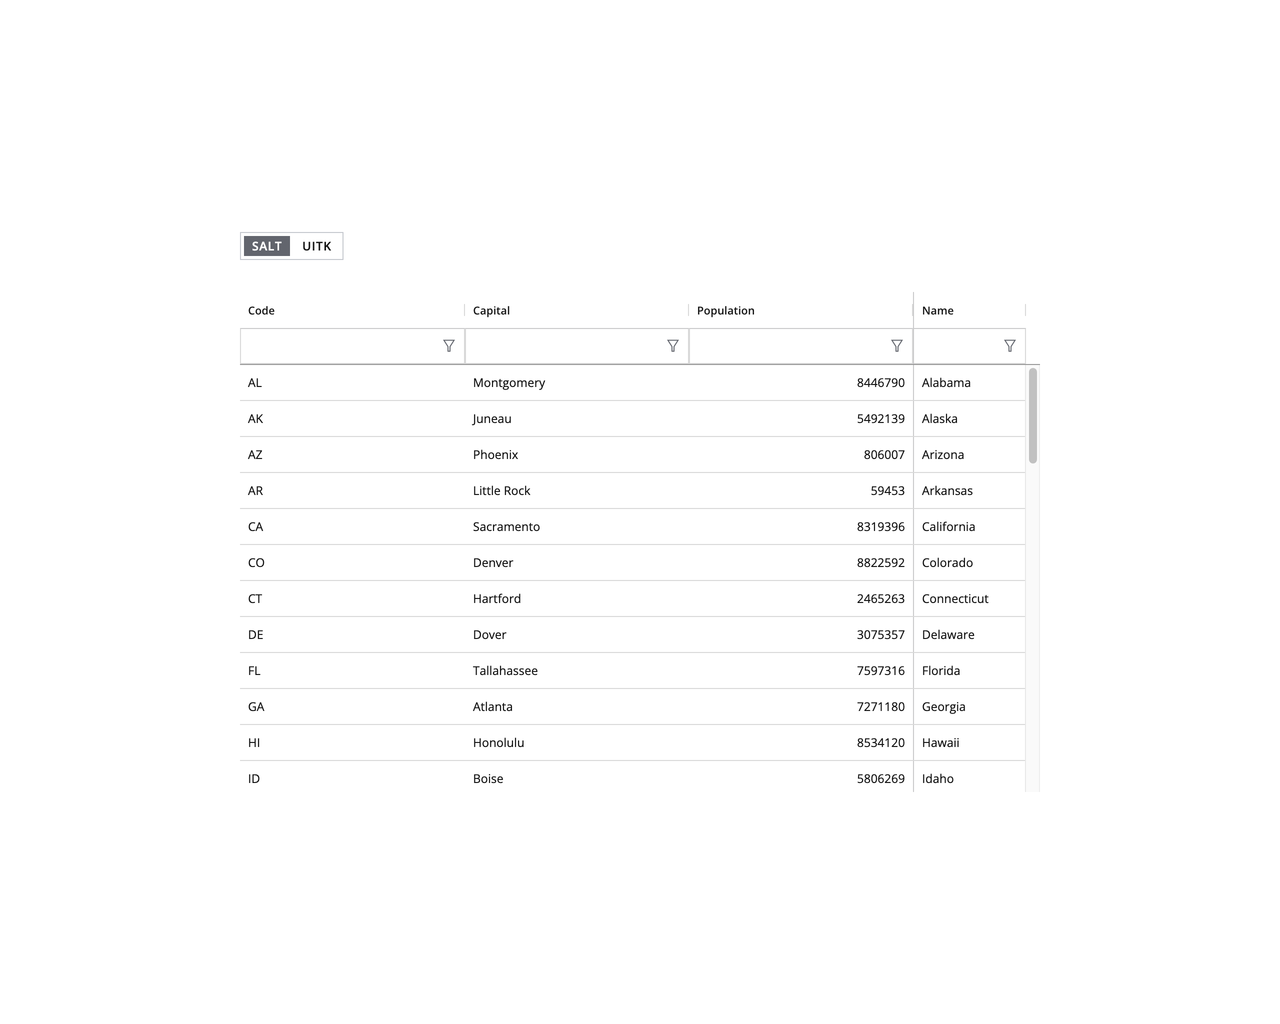 SALT UITK
Code Capital Population Name
AL Montgomery 8446790 Alabama
AK Juneau 5492139 Alaska
AZ Phoenix 806007 Arizona
AR Little Rock 59453 Arkansas
CA Sacramento 8319396 California
CO Denver 8822592 Colorado
CT Hartford 2465263 Connecticut
DE Dover 3075357 Delaware
FL Tallahassee 7597316 Florida
GA Atlanta 7271180 Georgia
HI Honolulu 8534120 Hawaii
ID Boise 5806269 Idaho